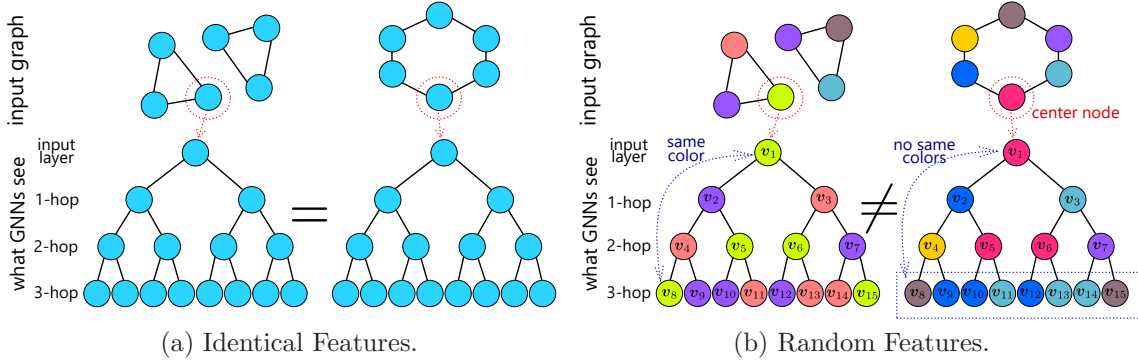 input graph
what GNNs see
input
layer
1-hop
2-hop
3-hop
=
(a) Identical Features.
input graph
what GNNs see
input
layer
1-hop
2-hop
3-hop
same
color
center node
no same
colors
≠
v1
v2 v3
v4 v5 v6 v7
v8 v9 v10 v11 v12 v13 v14 v15
v1
v2 v3
v4 v5 v6 v7
v8 v9 v10 v11 v12 v13 v14 v15
(b) Random Features.